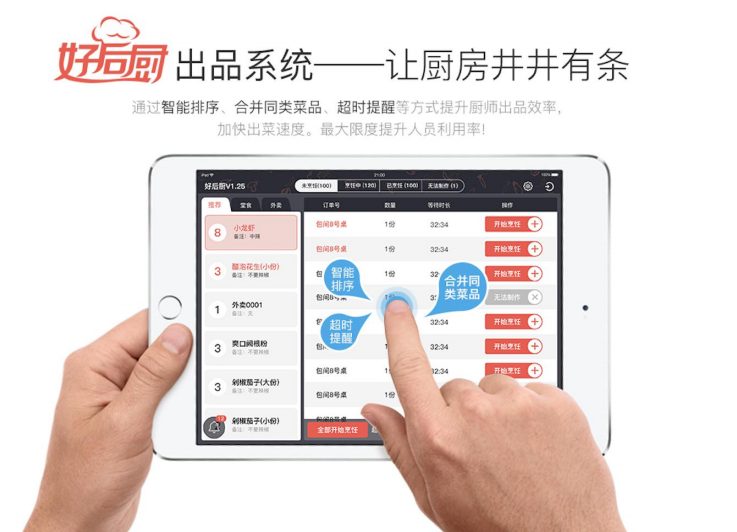 好后厨 出品系统——让厨房井井有条
通过智能排序、合并同类菜品、超时提醒等方式提升厨师出品效率，
加快出菜速度。最大限度提升人员利用率!
iPad
21:00
100%
好后厨V1.25
未烹饪(100) 烹饪中(120) 已烹饪(100) 无法制作(1)
推荐 堂食 外卖
订单号 数量 等待时长 操作
8 小龙虾
备注：中辣
3 醋泡花生(小份)
备注：不要辣椒
1 外卖0001
备注：无
3 爽口阔根粉
备注：不要辣椒
3 剁椒茄子(大份)
备注：不要辣椒
12
剁椒茄子(小份)
备注：不要辣椒
包间8号桌 1份 32:34 开始烹饪
包间8号桌 1份 32:34 开始烹饪
1份 32:34 开始烹饪
无法制作
32:34 开始烹饪
包间8号桌 32:34 开始烹饪
包间8号桌 1份 32:34 开始烹饪
包间8号桌 1份
包间8号桌
全部开始烹饪
智能
排序
合并同
类菜品
超时
提醒